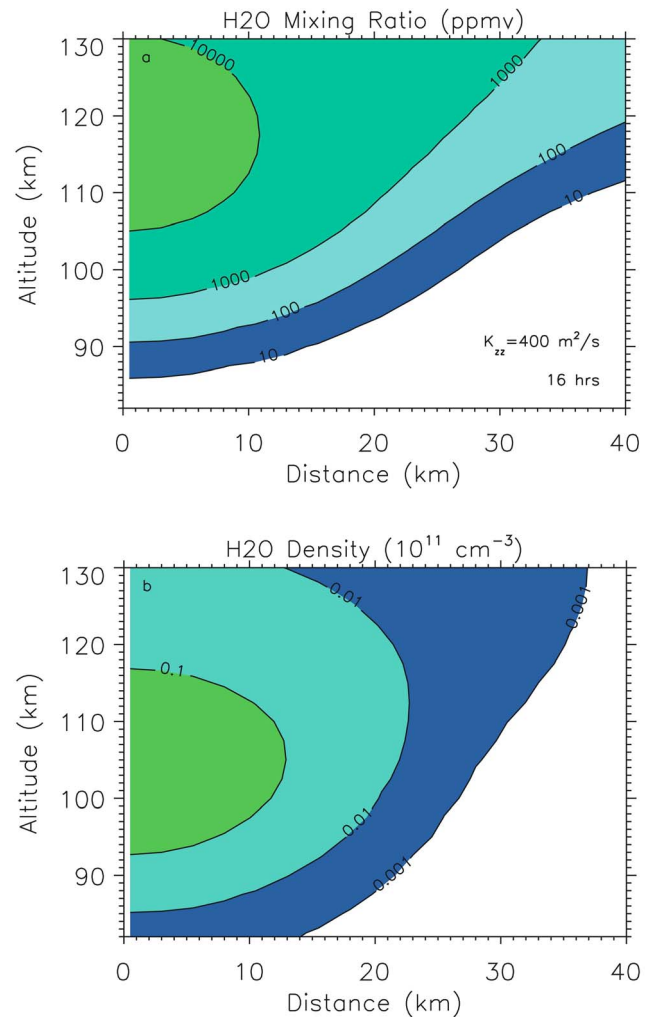 H2O Mixing Ratio (ppmv)
130
120
110
100
90
Altitude (km)
a
10000
1000
1000
100
100
10
10
K_zz=400 m²/s
16 hrs
0 10 20 30 40
Distance (km)
H2O Density (10¹¹ cm⁻³)
130
120
110
100
90
Altitude (km)
b
0.01
0.001
0.1
0.01
0.001
0 10 20 30 40
Distance (km)